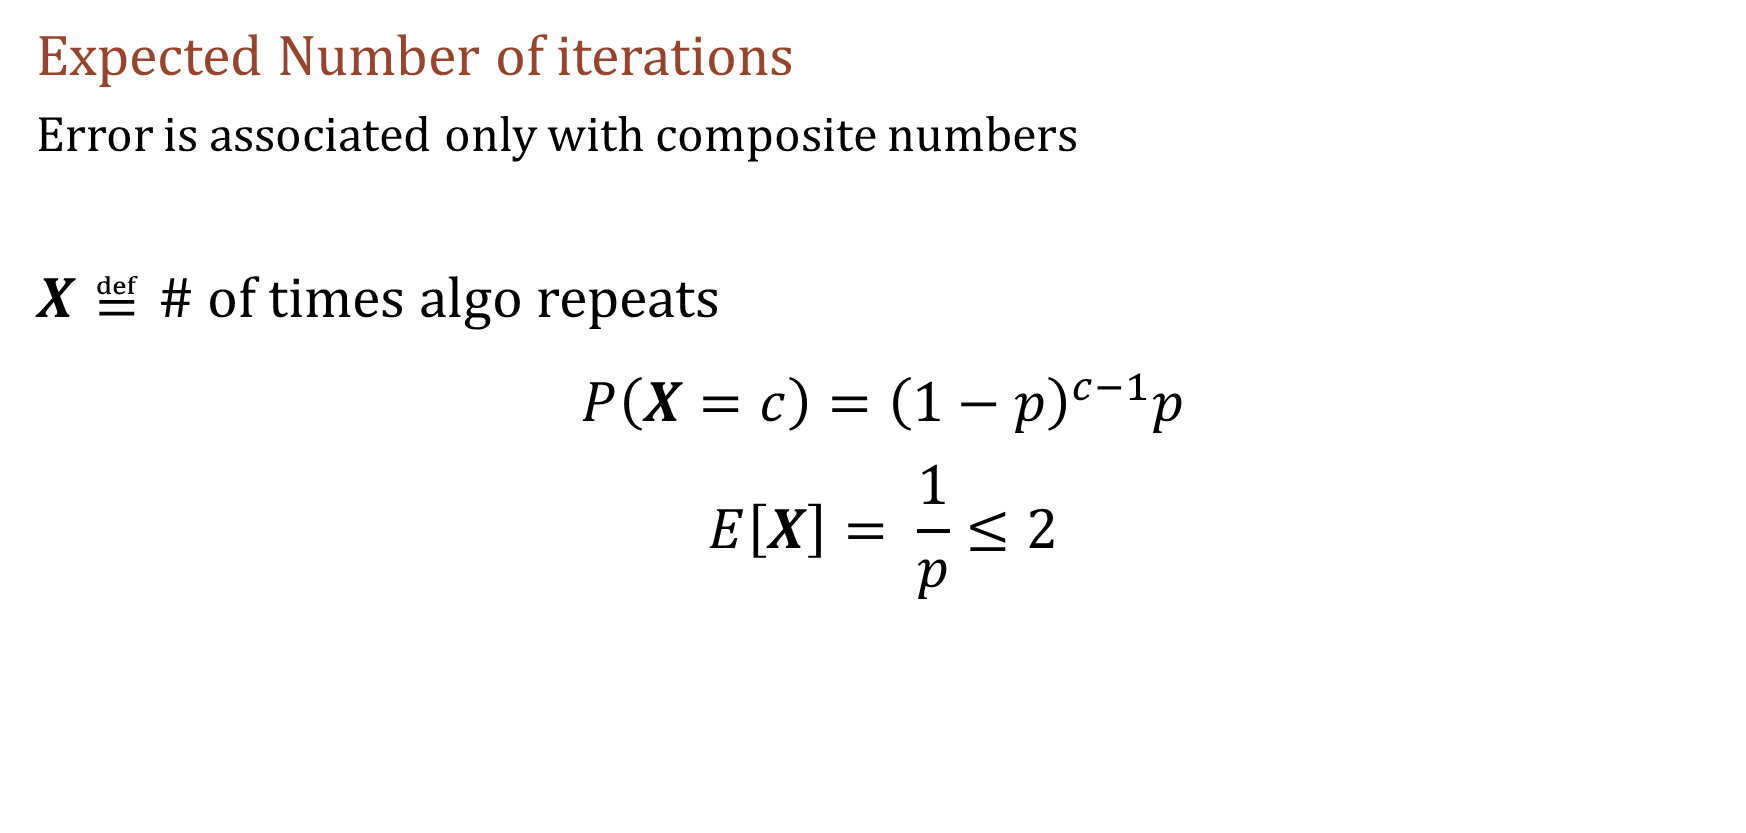 Expected Number of iterations
Error is associated only with composite numbers
X ≝ # of times algo repeats
P(X = c) = (1 − p)^{c−1}p
E[X] = \frac{1}{p} ≤ 2